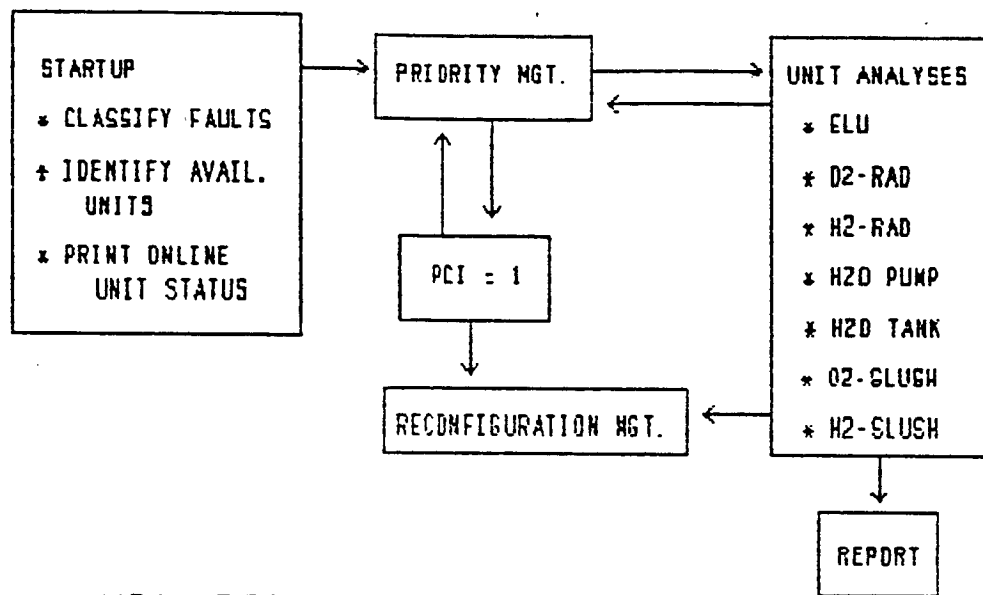 STARTUP
* CLASSIFY FAULTS
* IDENTIFY AVAIL.
UNITS
* PRINT ONLINE
UNIT STATUS
PRIORITY MGT.
PCI = 1
RECONFIGURATION MGT.
UNIT ANALYSES
* ELU
* O2-RAD
* H2-RAD
* H2O PUMP
* H2O TANK
* O2-SLUSH
* H2-SLUSH
REPORT